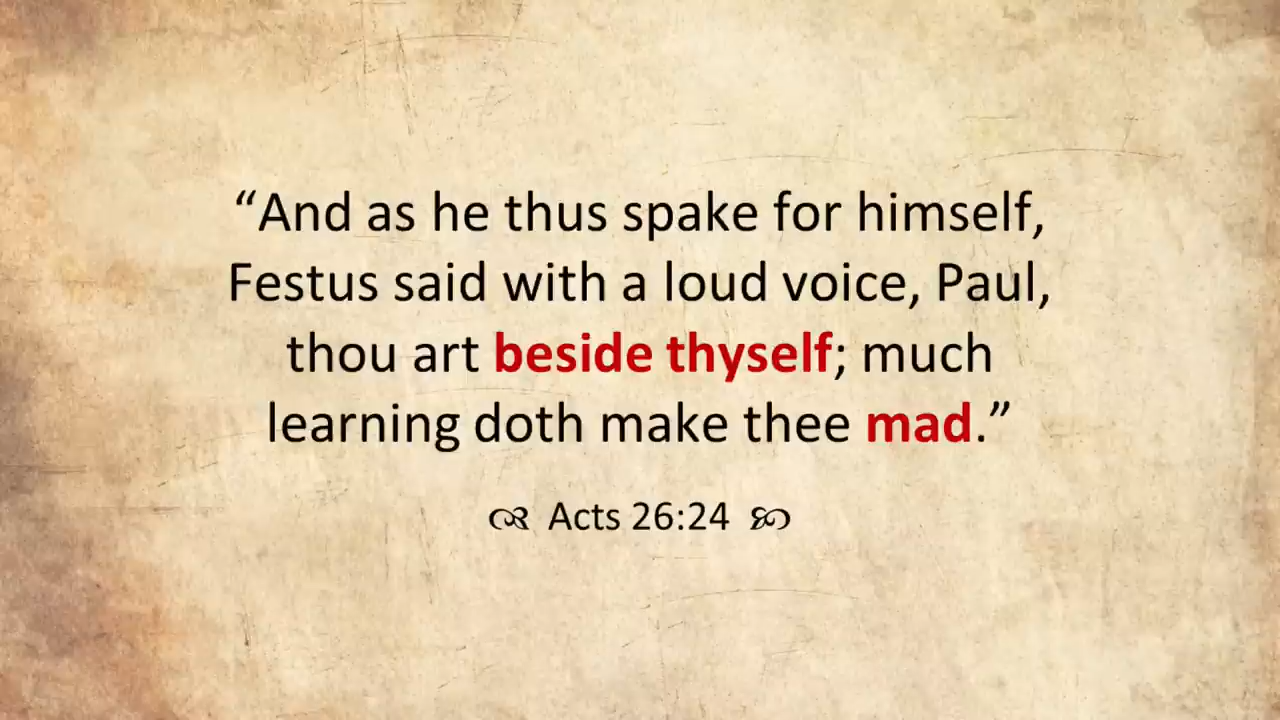 “And as he thus spake for himself,
Festus said with a loud voice, Paul,
thou art beside thyself; much
learning doth make thee mad.”
Acts 26:24